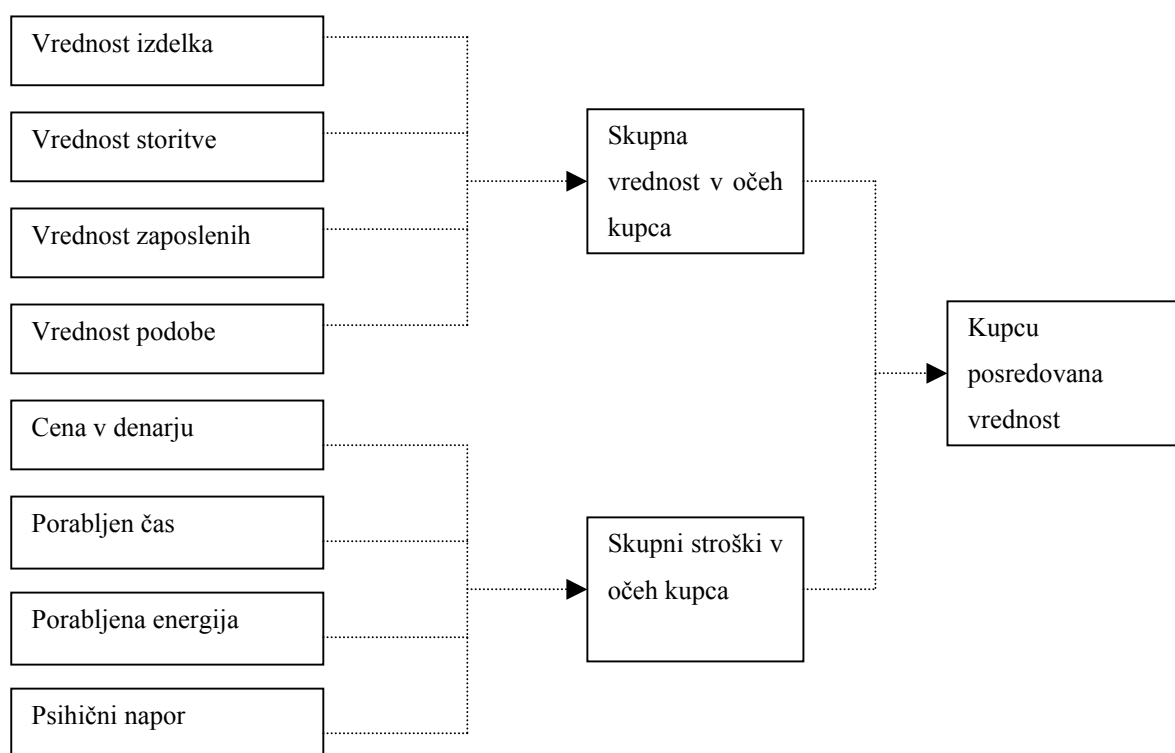 Vrednost izdelka
Vrednost storitve
Vrednost zaposlenih
Vrednost podobe
Cena v denarju
Porabljen čas
Porabljena energija
Psihični napor
Skupna
vrednost v očeh
kupca
Skupni stroški v
očeh kupca
Kupcu
posredovana
vrednost